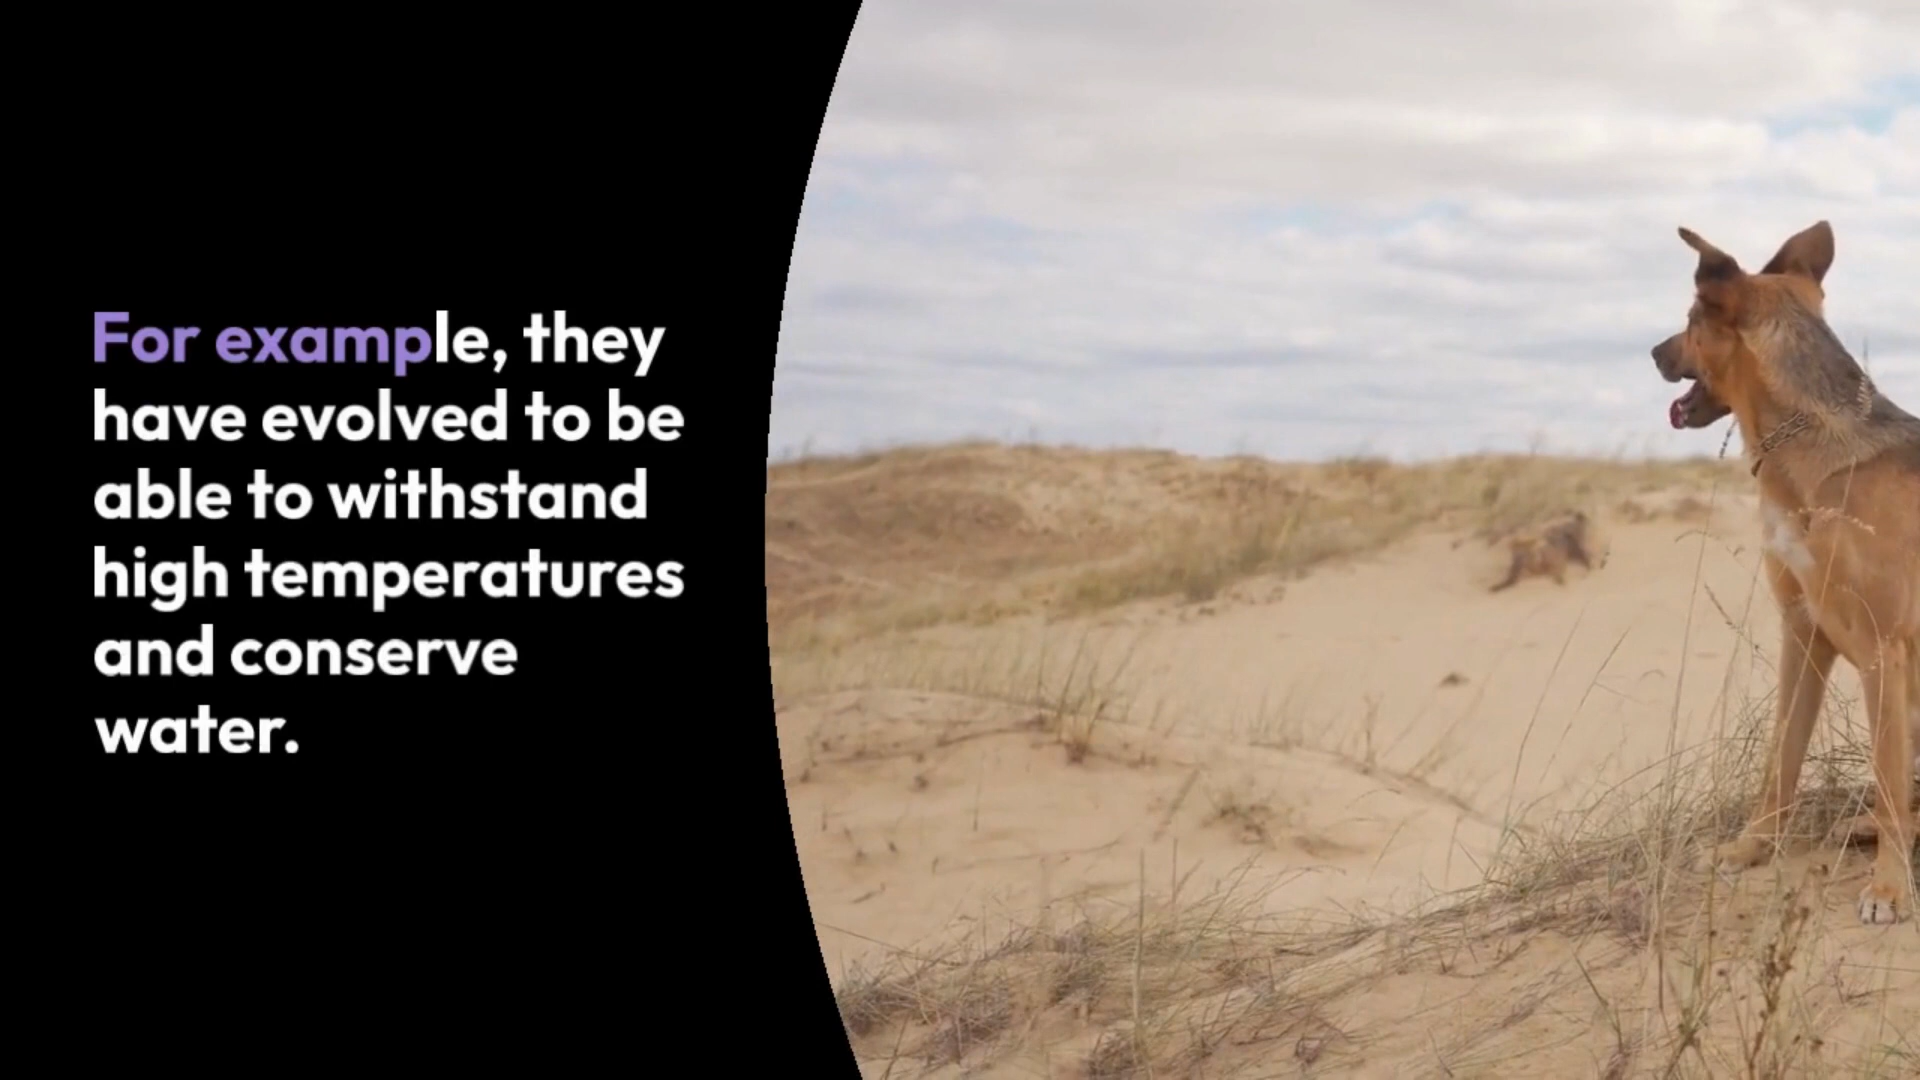 For example, they
have evolved to be
able to withstand
high temperatures
and conserve
water.